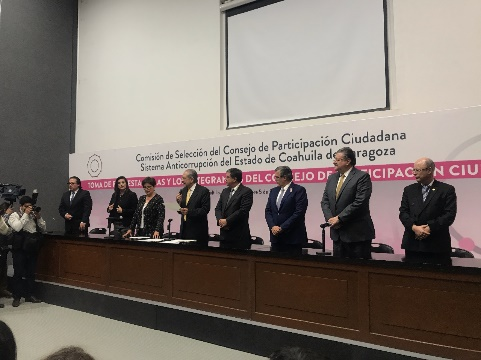 Comisión de Selección del Consejo de Participación Ciudadana
Sistema Anticorrupción del Estado de Coahuila de Zaragoza
TOMA DE PROTESTA A LAS Y LOS INTEGRANTES DEL CONSEJO DE PARTICIPACIÓN CIU